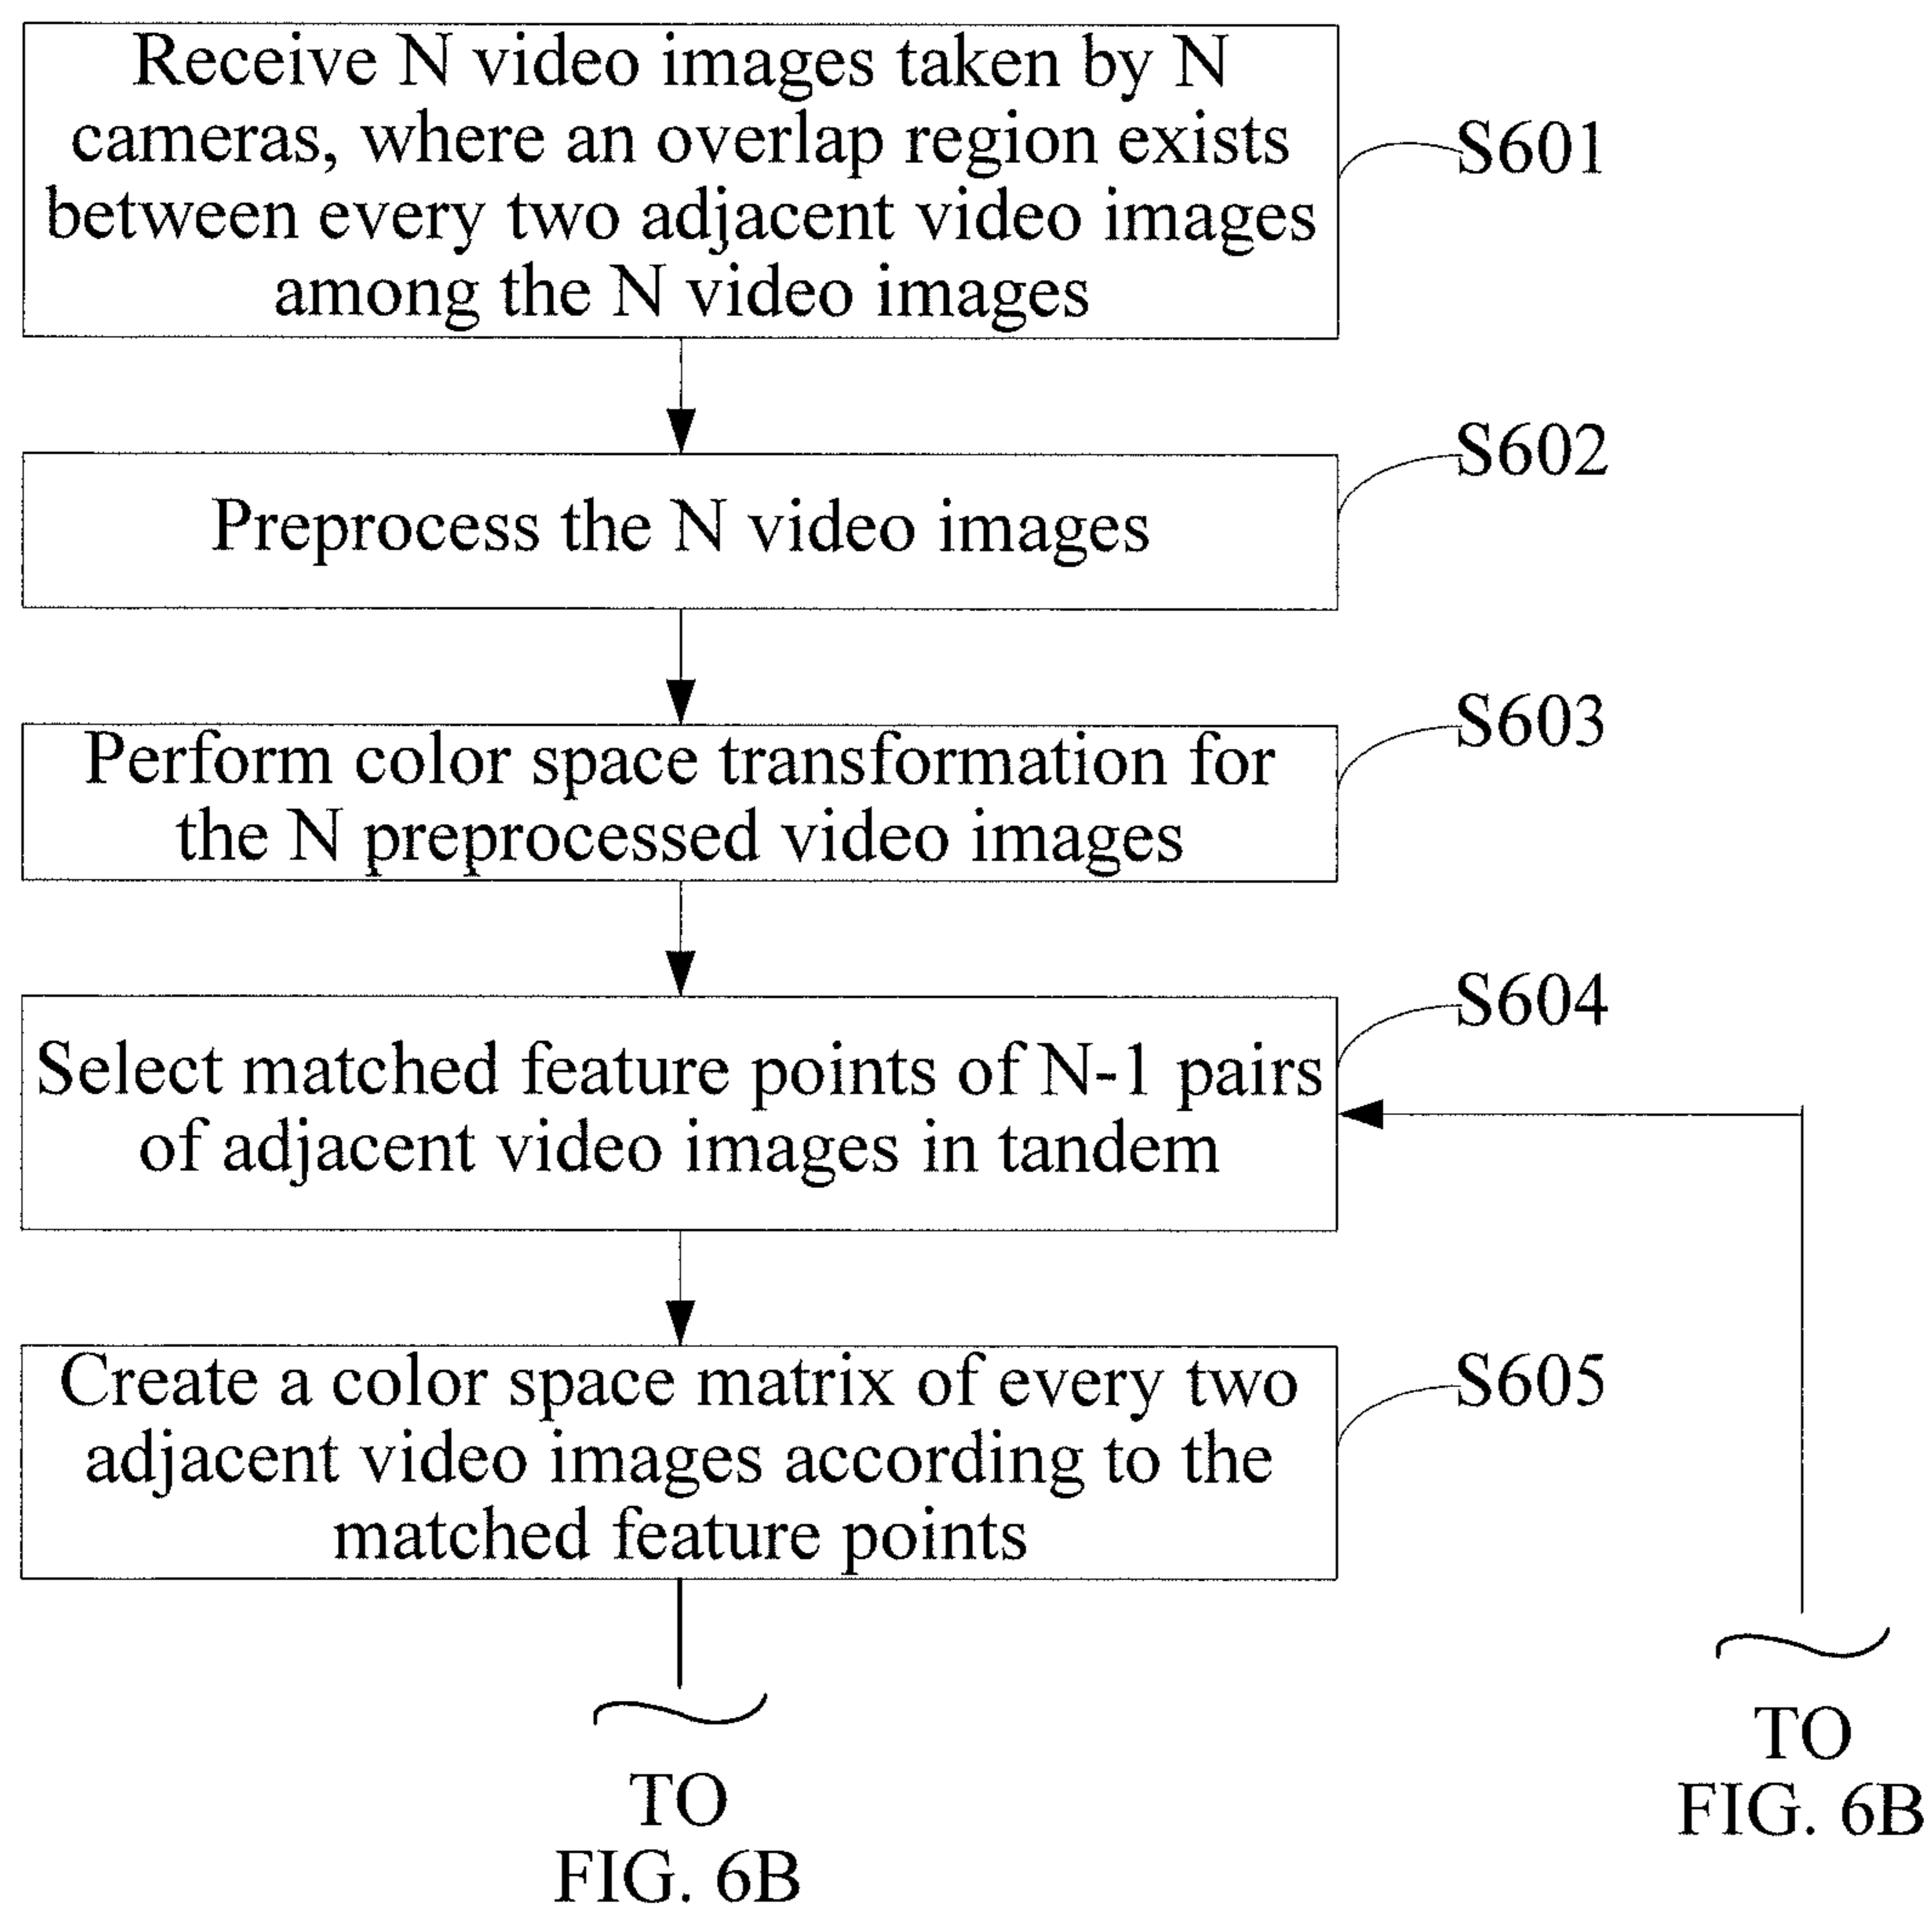 Receive N video images taken by N
cameras, where an overlap region exists
between every two adjacent video images
among the N video images
S601
S602
Preprocess the N video images
S603
Perform color space transformation for
the N preprocessed video images
S604
Select matched feature points of N-1 pairs
of adjacent video images in tandem
S605
Create a color space matrix of every two
adjacent video images according to the
matched feature points
TO
FIG. 6B
TO
FIG. 6B